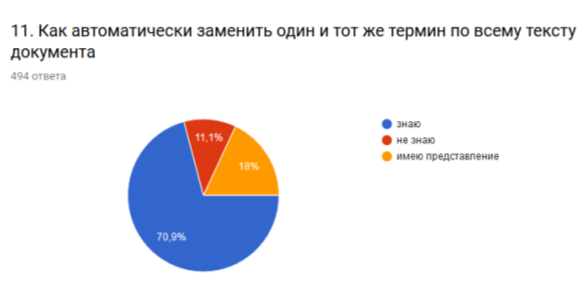 11. Как автоматически заменить один и тот же термин по всему тексту
документа
494 ответа
знаю
не знаю
имею представление
11,1%
18%
70,9%